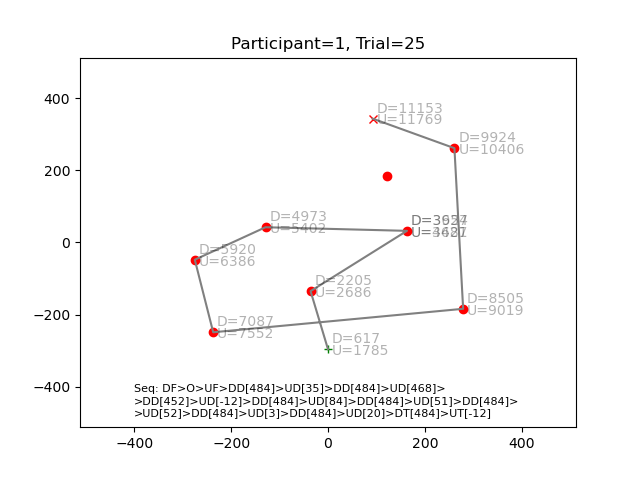 Participant=1, Trial=25
400
D=11153
U=11769
D=9924
U=10406
200
D=4973
U=5402
0
D=5920
U=6386
D=2205
U=2686
D=8505
U=9019
−200
D=7087
U=7552
D=617
U=1785
−400
Seq: DF>O>UF>DD[484]>UD[35]>DD[484]>UD[468]>
>DD[452]>UD[-12]>DD[484]>UD[84]>DD[484]>UD[51]>DD[484]>
>UD[52]>DD[484]>UD[3]>DD[484]>UD[20]>DT[484]>UT[-12]
−400 −200 0 200 400